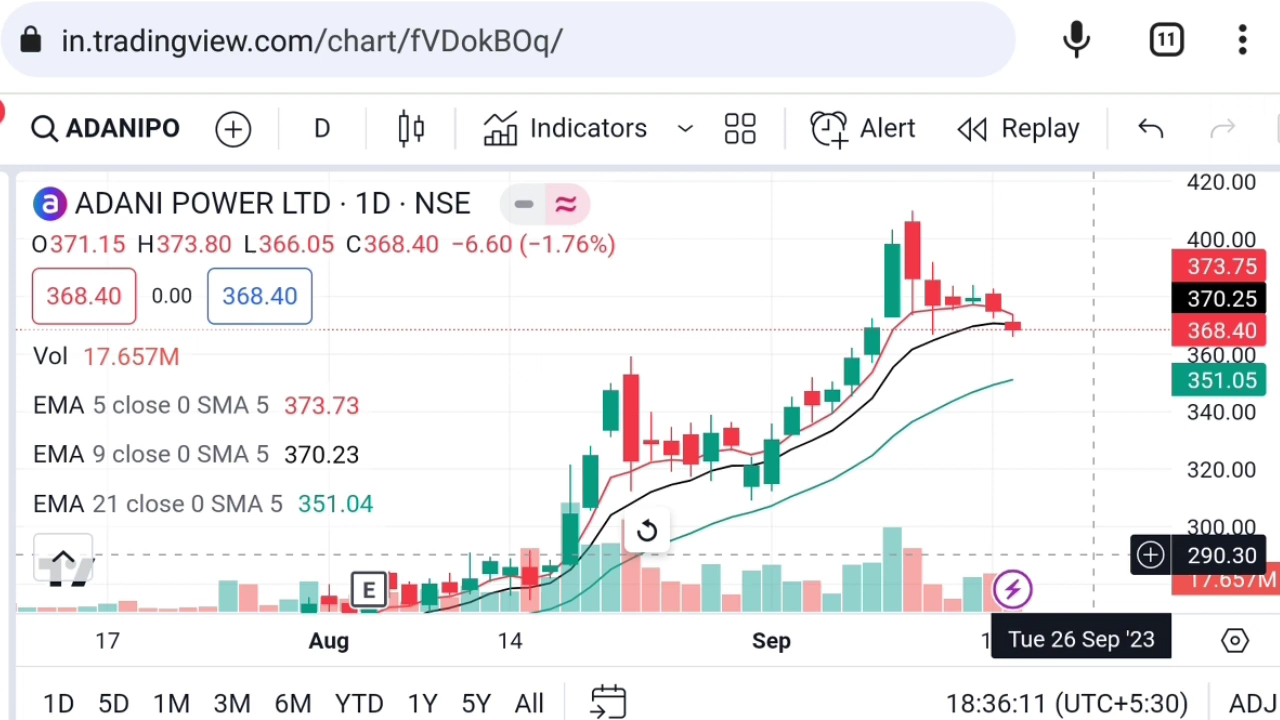 in.tradingview.com/chart/fVDokBOq/
11
ADANIPO
D
Indicators
Alert
Replay
a ADANI POWER LTD · 1D · NSE
O371.15 H373.80 L366.05 C368.40 −6.60 (−1.76%)
368.40 0.00 368.40
Vol 17.657M
EMA 5 close 0 SMA 5 373.73
EMA 9 close 0 SMA 5 370.23
EMA 21 close 0 SMA 5 351.04
E
420.00
400.00
373.75
370.25
368.40
360.00
351.05
340.00
320.00
300.00
290.30
17.657M
17 Aug 14 Sep Tue 26 Sep '23
1D 5D 1M 3M 6M YTD 1Y 5Y All 18:36:11 (UTC+5:30) ADJ